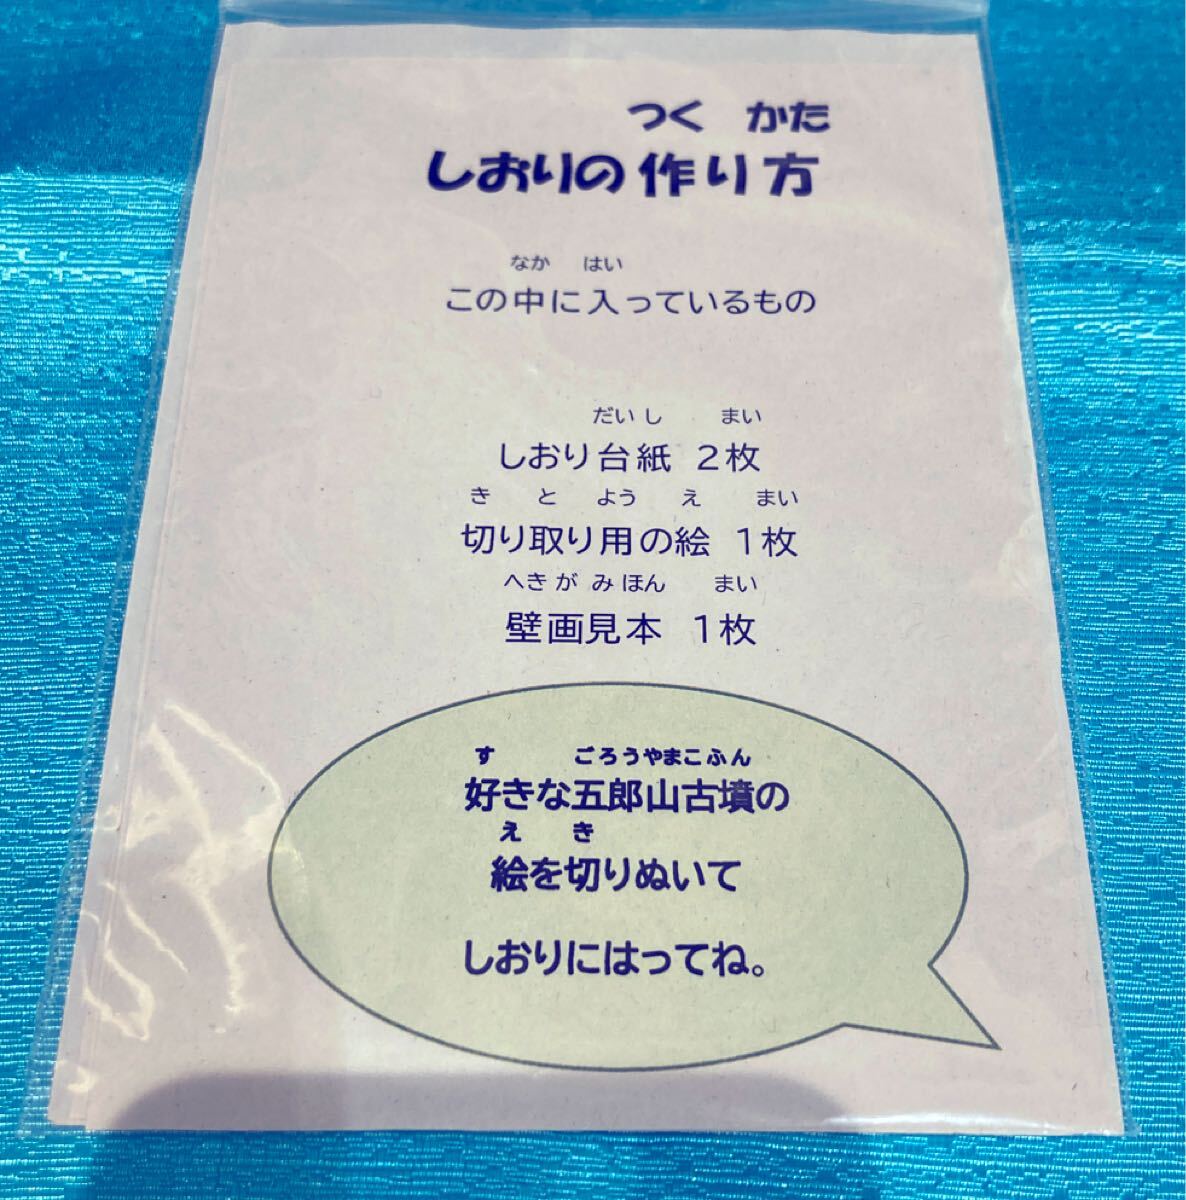 つく かた
しおりの作り方
なか はい
この中に入っているもの
だいし まい
しおり台紙 2枚
き と よう え まい
切り取り用の絵 1枚
へきがみほん まい
壁画見本 1枚
す ごろうやまこふん
好きな五郎山古墳の
え き
絵を切りぬいて
しおりにはってね。